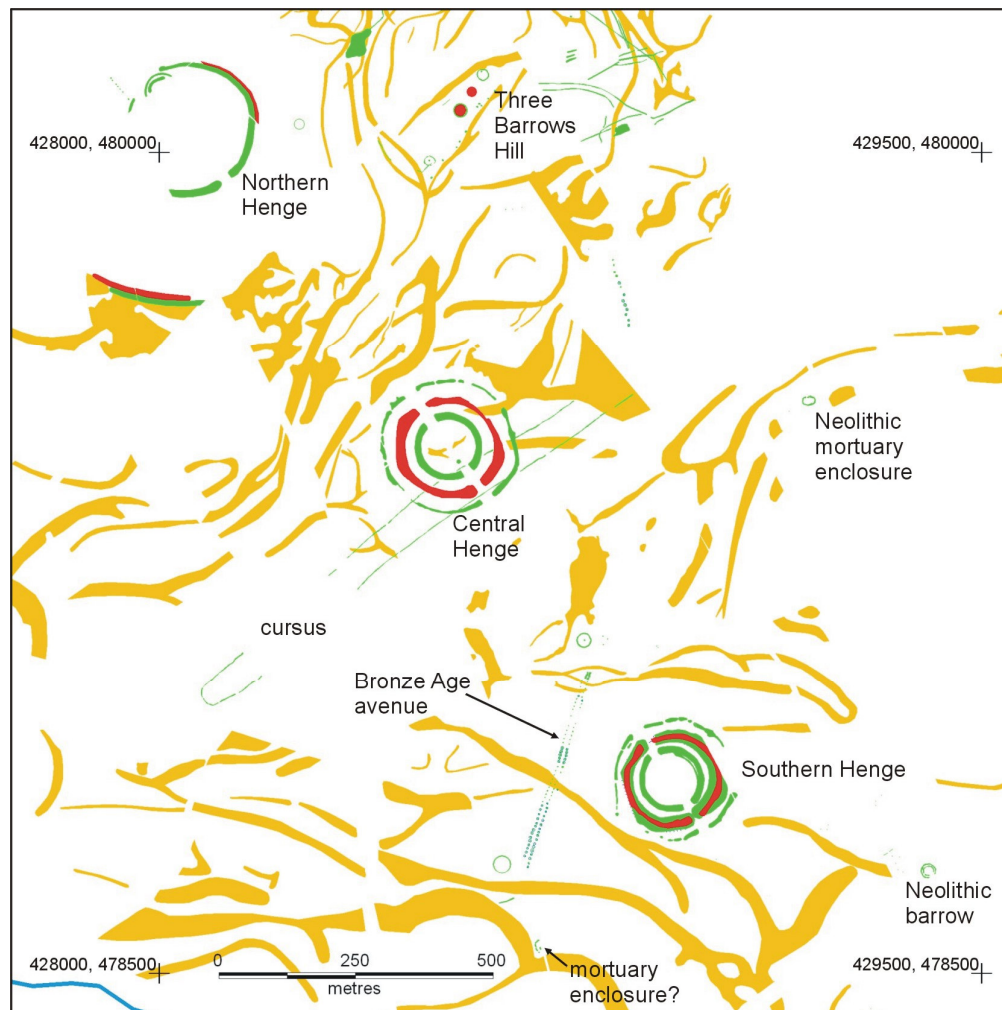 Three
Barrows
Hill
428000, 480000
429500, 480000
Northern
Henge
Neolithic
mortuary
enclosure
Central
Henge
cursus
Bronze Age
avenue
Southern Henge
Neolithic
barrow
428000, 478500
0 250 500
metres
mortuary
enclosure?
429500, 478500